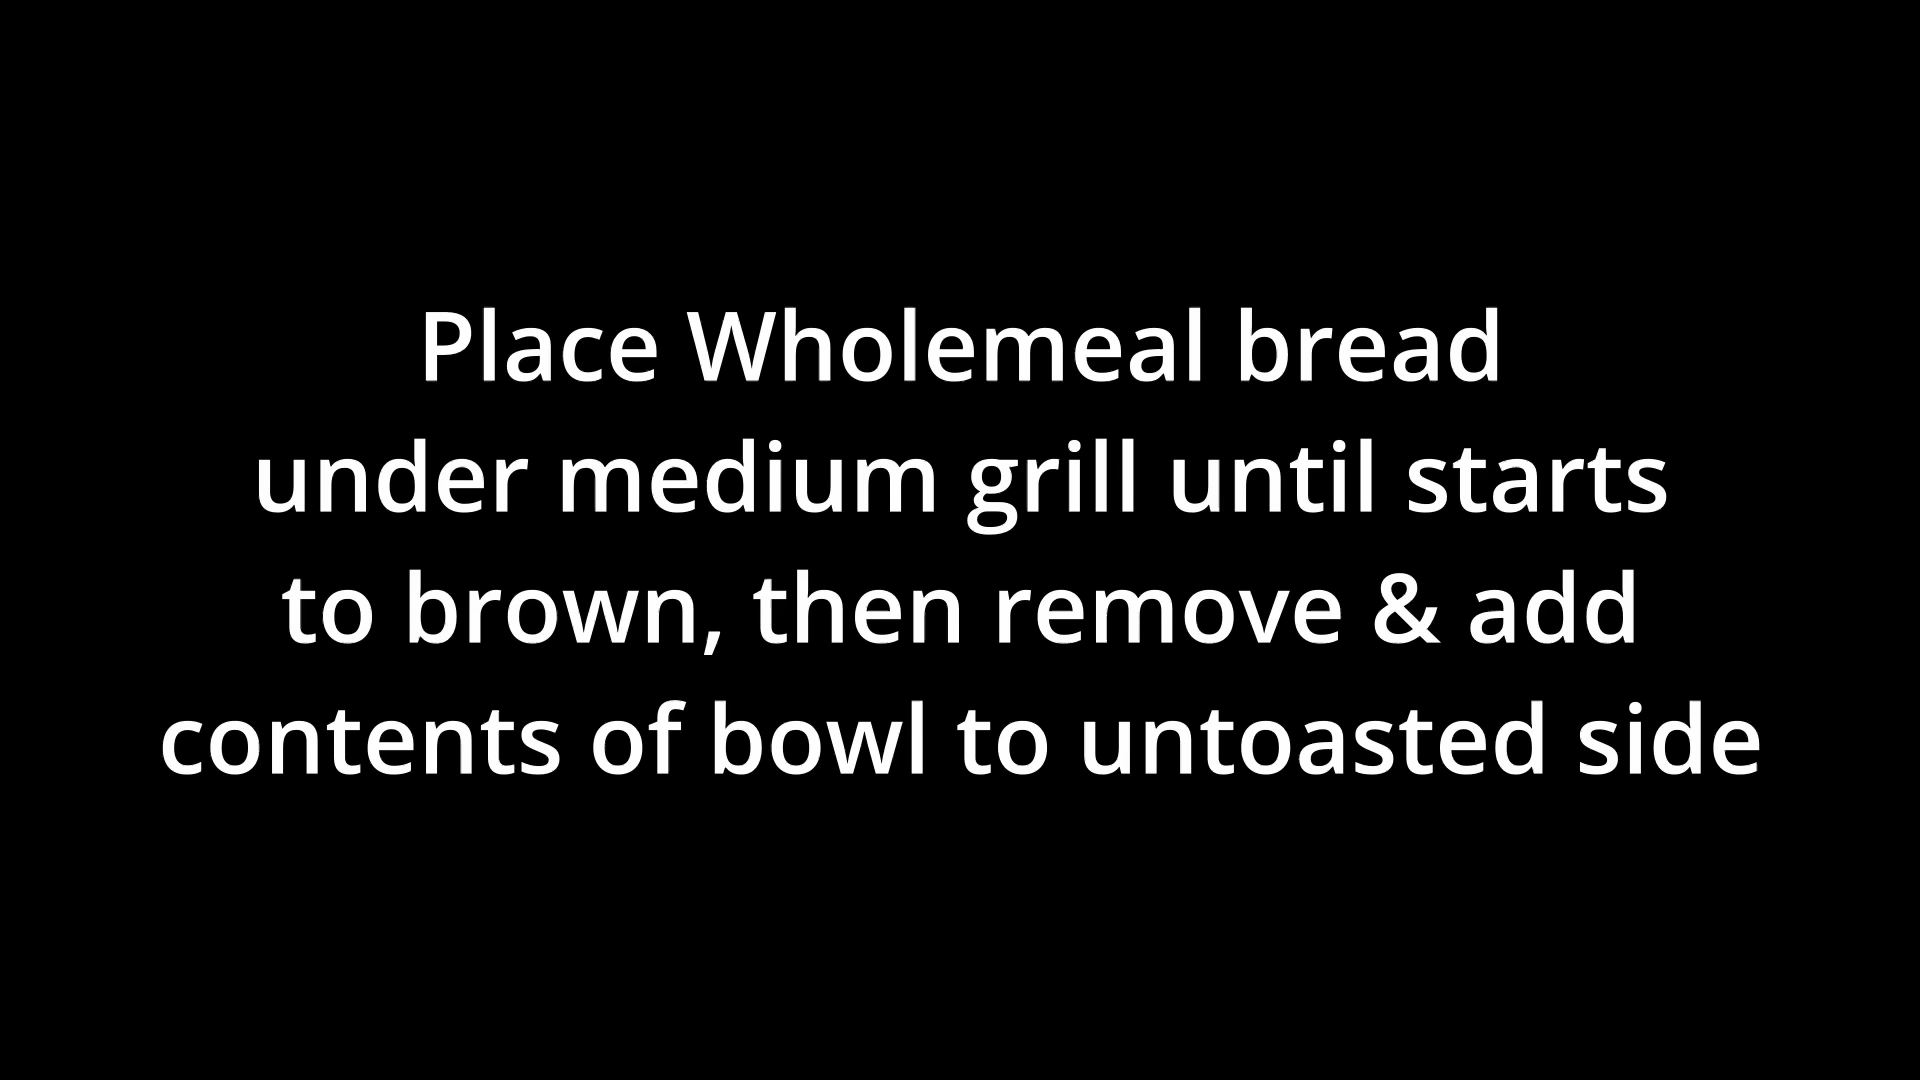 Place Wholemeal bread
under medium grill until starts
to brown, then remove & add
contents of bowl to untoasted side